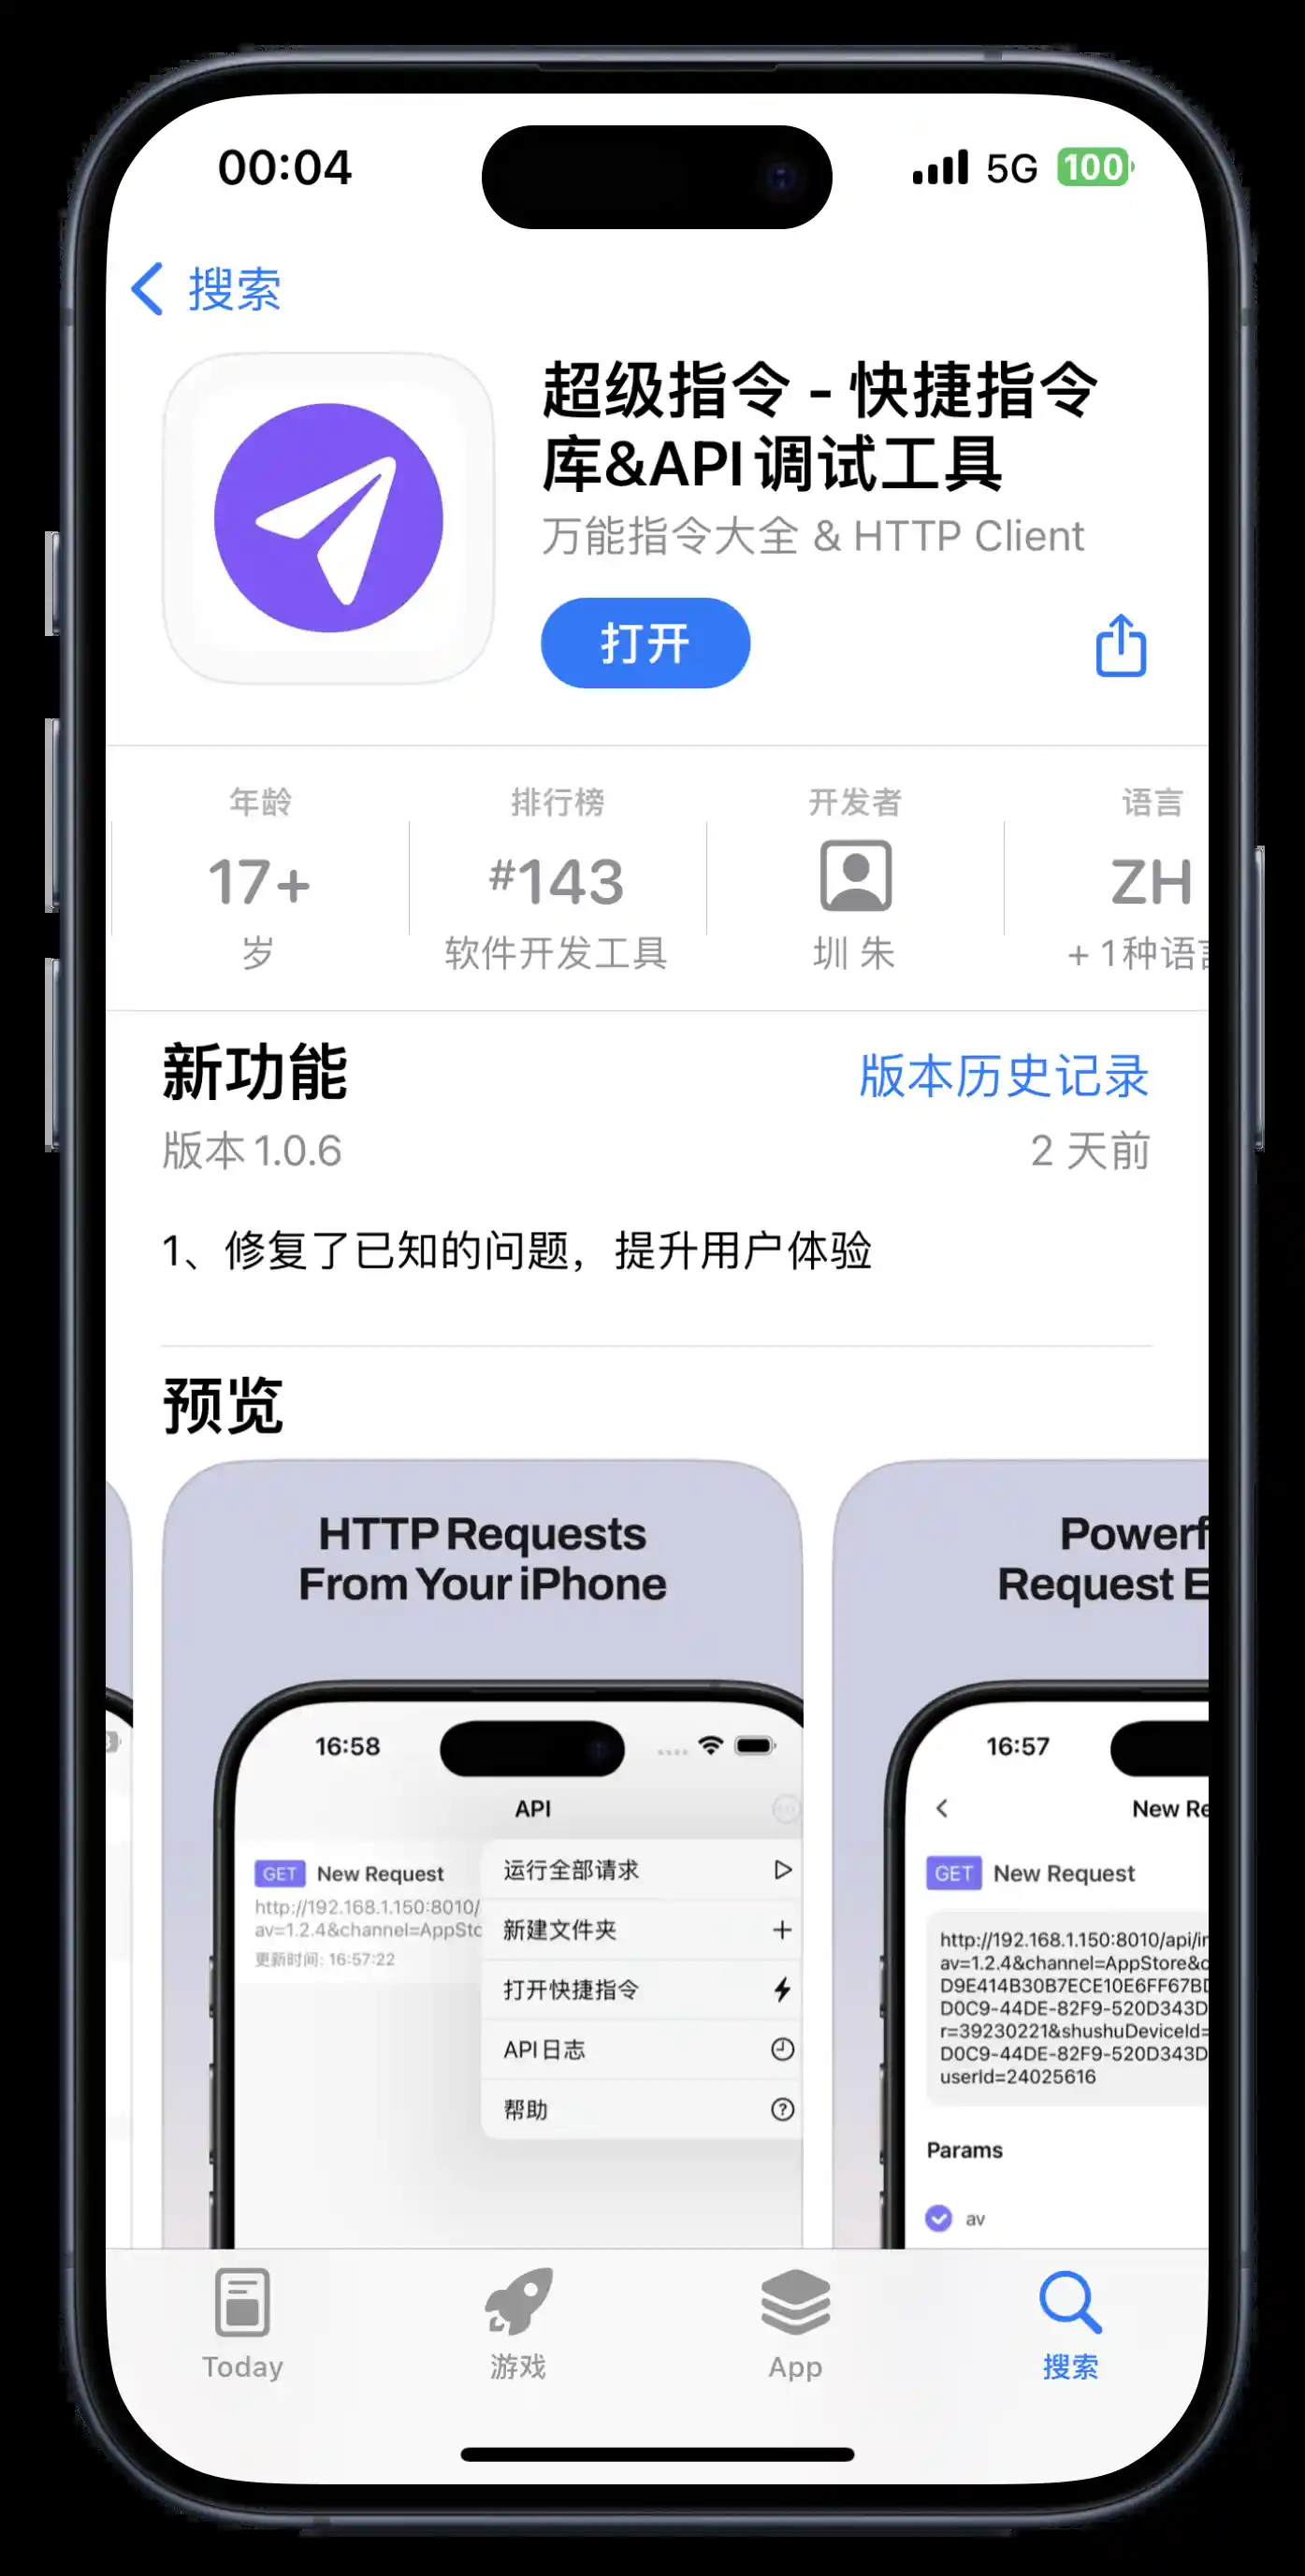 00:04
5G 100
搜索
超级指令 - 快捷指令
库&API调试工具
万能指令大全 & HTTP Client
打开
年龄
17+
岁
排行榜
#143
软件开发工具
开发者
圳 朱
语言
ZH
+ 1种语
新功能
版本历史记录
版本 1.0.6
2 天前
1、修复了已知的问题，提升用户体验
预览
HTTP Requests
From Your iPhone
16:58
API
GET New Request
http://192.168.1.150:8010/
av=1.2.4&channel=AppSto
更新时间: 16:57:22
运行全部请求
新建文件夹
打开快捷指令
API日志
帮助
Powerf
Request E
16:57
New Re
GET New Request
http://192.168.1.150:8010/api/ir
av=1.2.4&channel=AppStore&c
D9E414B30B7ECE10E6FF67BD
D0C9-44DE-82F9-520D343D
r=39230221&shushuDeviceId=
D0C9-44DE-82F9-520D343D
userId=24025616
Params
av
Today
游戏
App
搜索